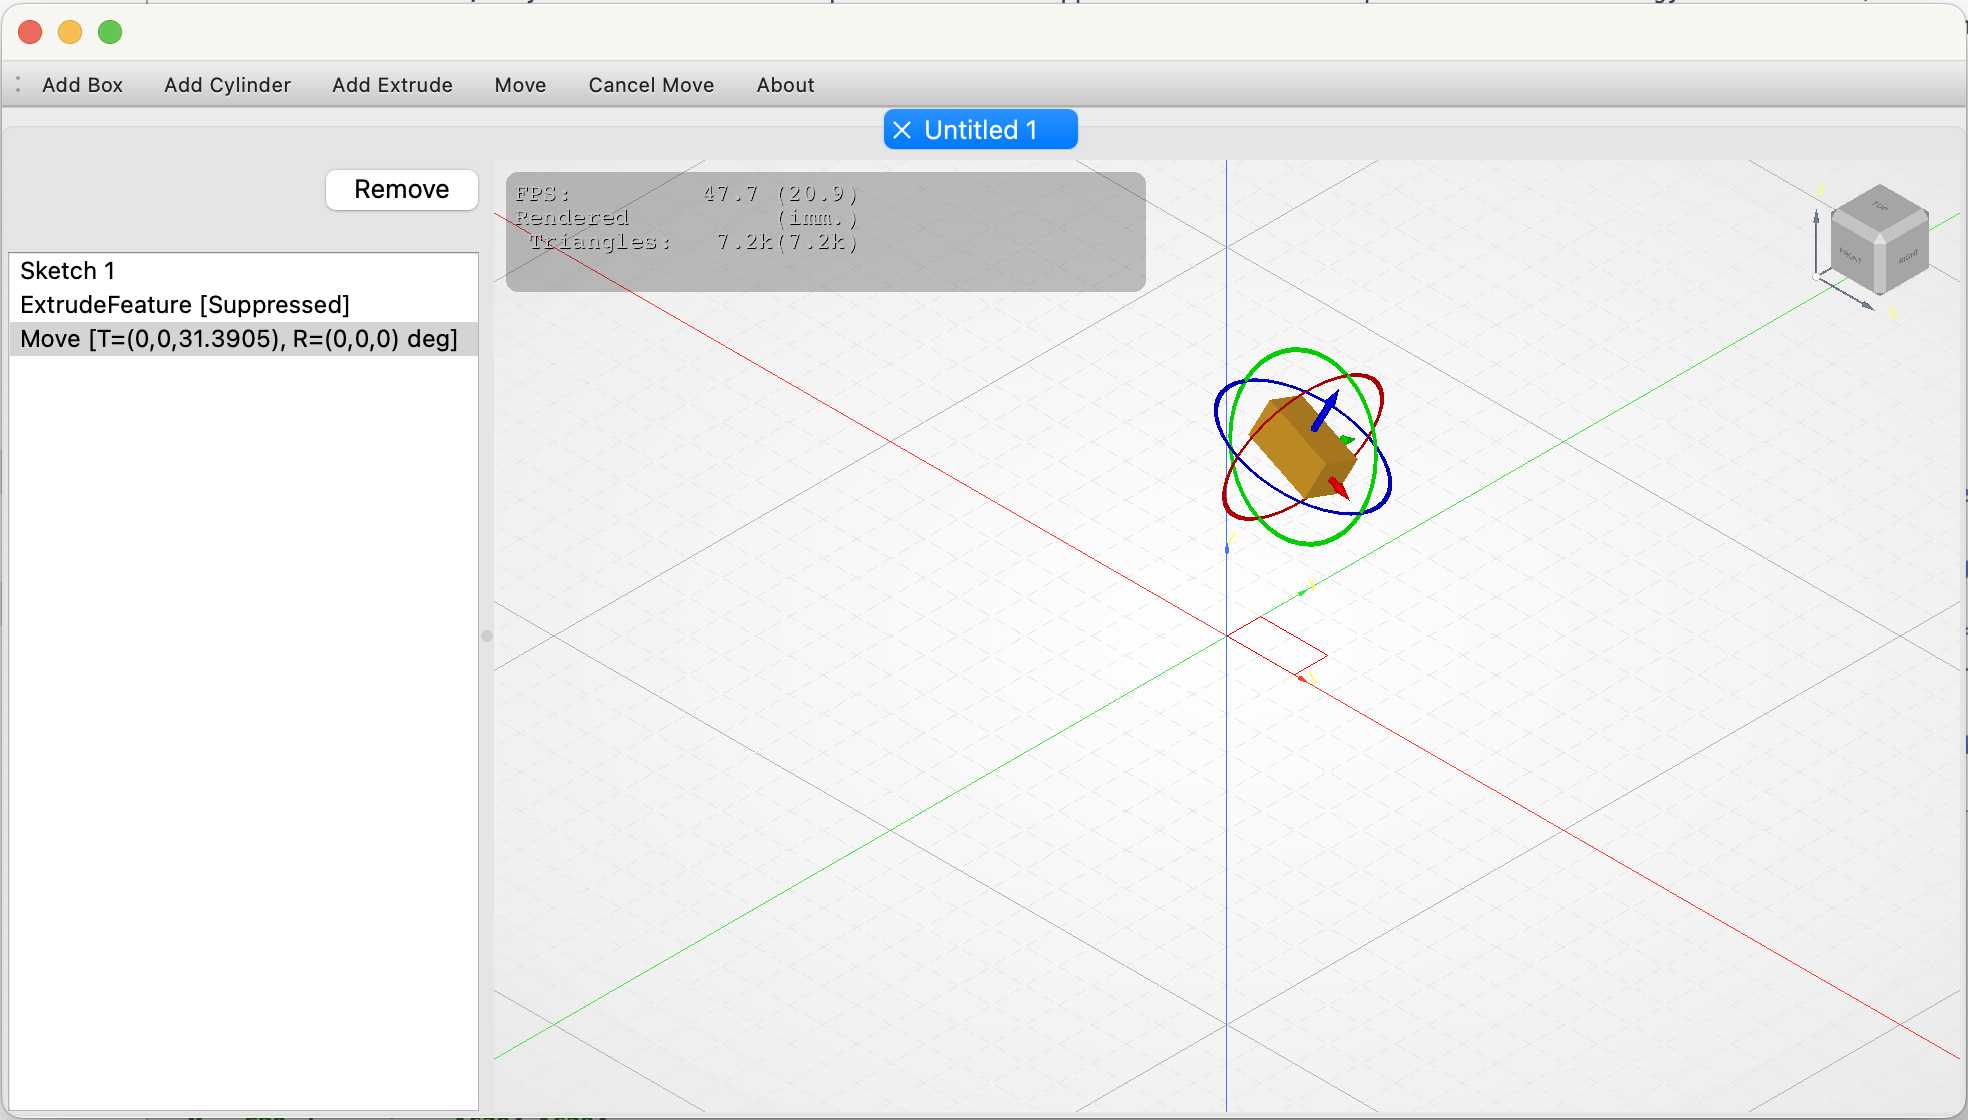 Add Box Add Cylinder Add Extrude Move Cancel Move About
Untitled 1
Remove
Sketch 1
ExtrudeFeature [Suppressed]
Move [T=(0,0,31.3905), R=(0,0,0) deg]
FPS: 47.7 (20.9)
Rendered (imm.)
Triangles: 7.2k(7.2k)
Z
TOP
FRONT
RIGHT
Z
Y
X